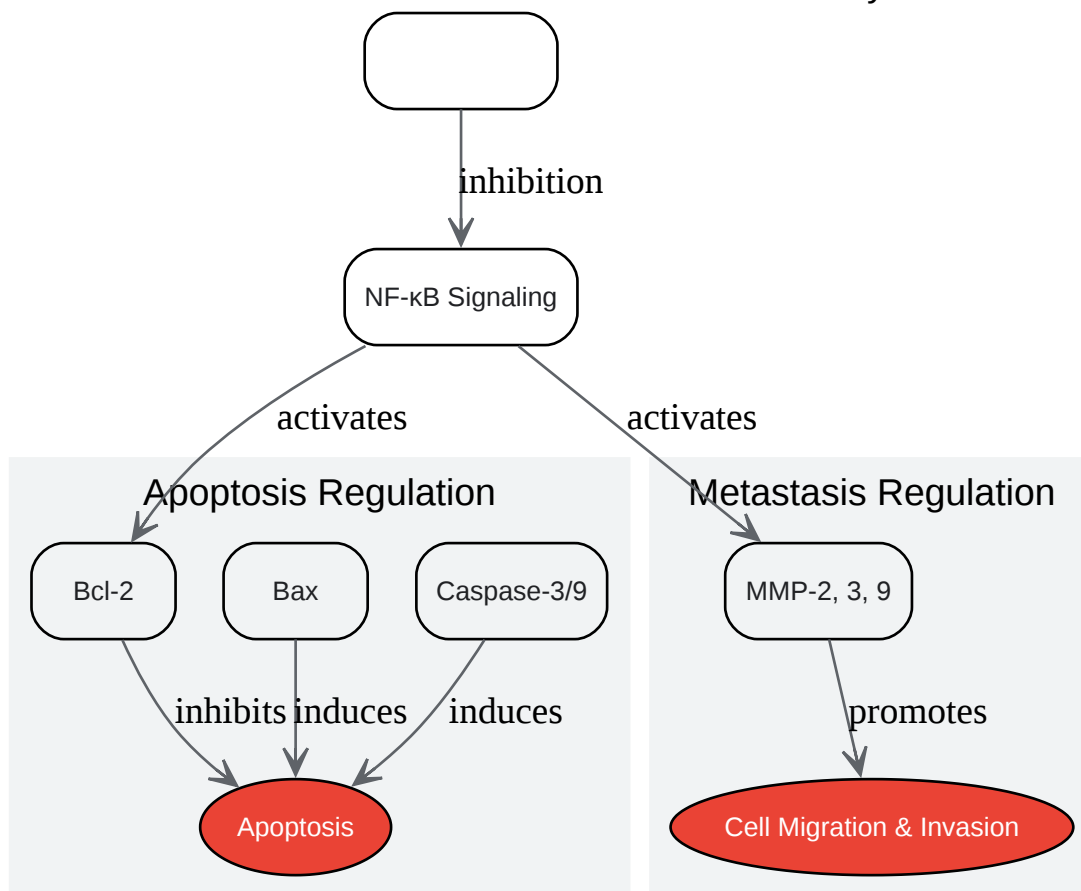 inhibition
NF-κB Signaling
activates
activates
Apoptosis Regulation
Metastasis Regulation
Bcl-2
Bax
Caspase-3/9
MMP-2, 3, 9
inhibits
induces
induces
promotes
Apoptosis
Cell Migration & Invasion